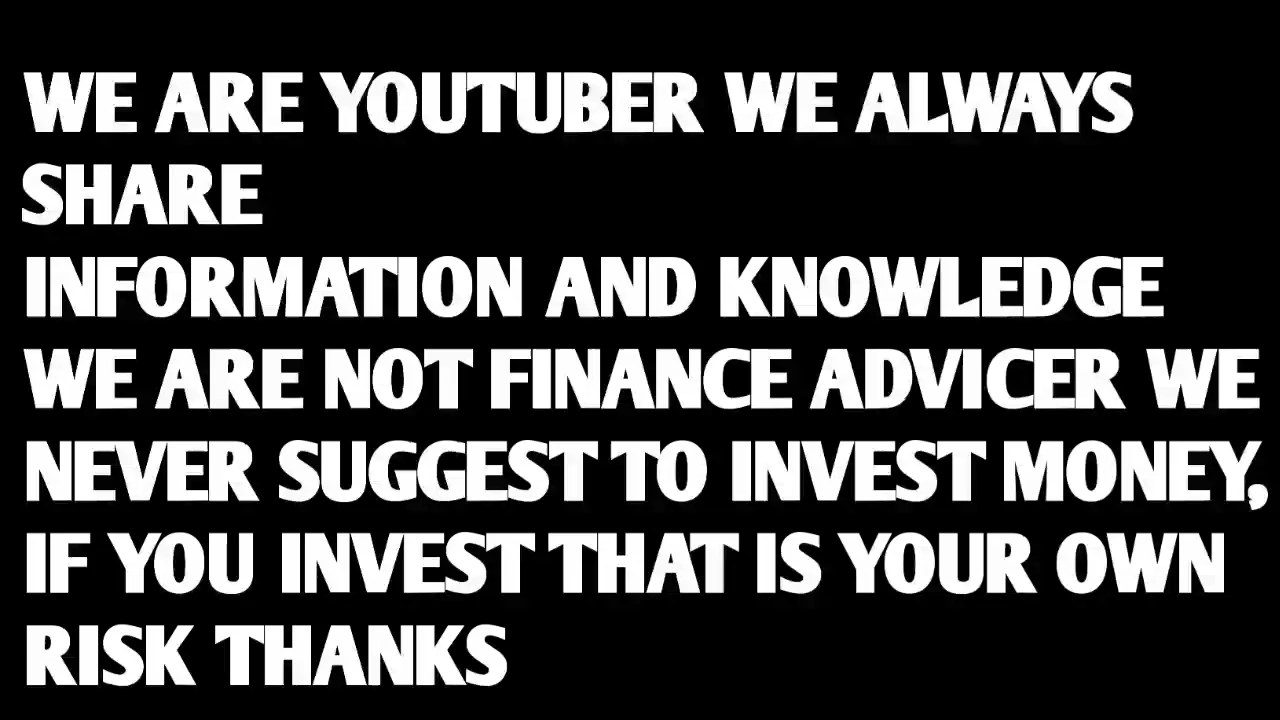 WE ARE YOUTUBER WE ALWAYS
SHARE
INFORMATION AND KNOWLEDGE
WE ARE NOT FINANCE ADVICER WE
NEVER SUGGEST TO INVEST MONEY,
IF YOU INVEST THAT IS YOUR OWN
RISK THANKS